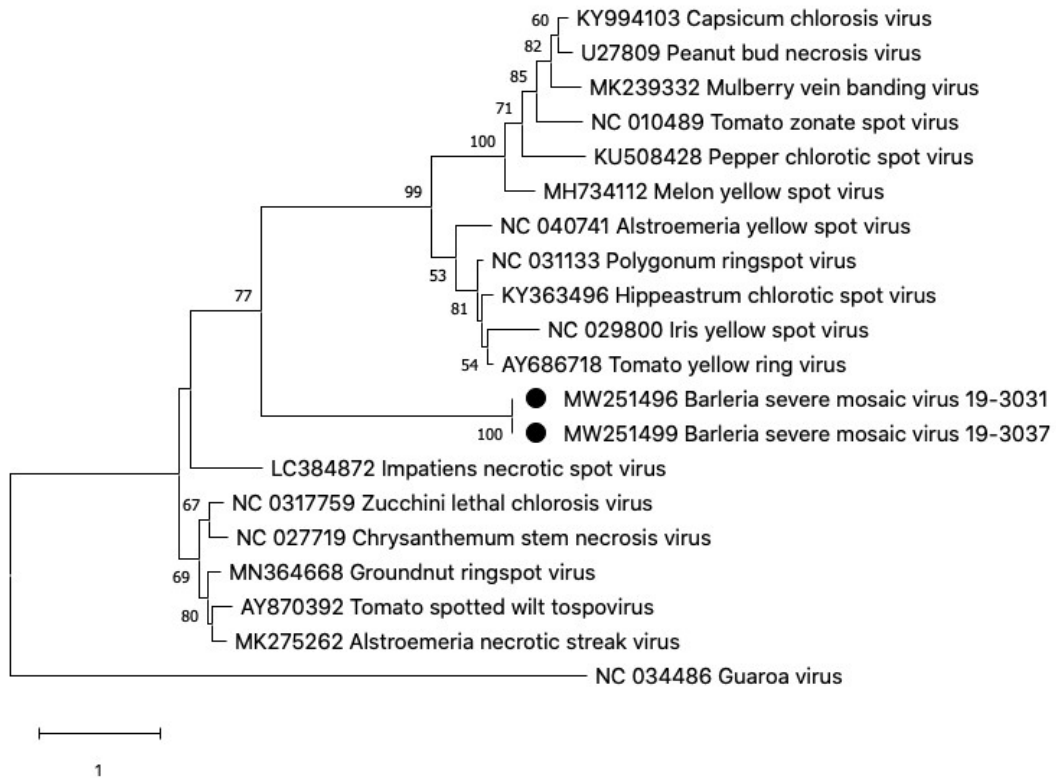 60 KY994103 Capsicum chlorosis virus
82 U27809 Peanut bud necrosis virus
85 MK239332 Mulberry vein banding virus
71 NC 010489 Tomato zonate spot virus
100 KU508428 Pepper chlorotic spot virus
99 MH734112 Melon yellow spot virus
NC 040741 Alstroemeria yellow spot virus
53 NC 031133 Polygonum ringspot virus
77 81 KY363496 Hippeastrum chlorotic spot virus
NC 029800 Iris yellow spot virus
54 AY686718 Tomato yellow ring virus
MW251496 Barleria severe mosaic virus 19-3031
100 MW251499 Barleria severe mosaic virus 19-3037
LC384872 Impatiens necrotic spot virus
67 NC 0317759 Zucchini lethal chlorosis virus
NC 027719 Chrysanthemum stem necrosis virus
69 MN364668 Groundnut ringspot virus
80 AY870392 Tomato spotted wilt tospovirus
MK275262 Alstroemeria necrotic streak virus
NC 034486 Guaroa virus
1